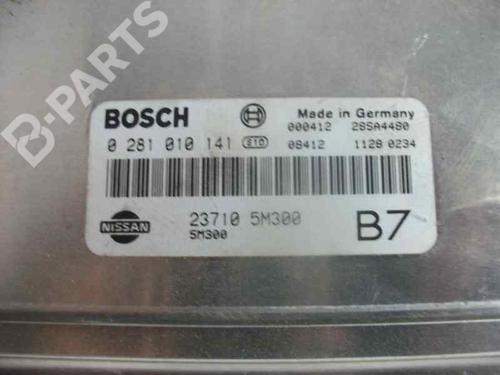 B-PARTS
BOSCH
Made in Germany
000412 28SA4480
0 281 010 141 S10 08412 1128 0234
NISSAN
23710 5M300
5M300
B7